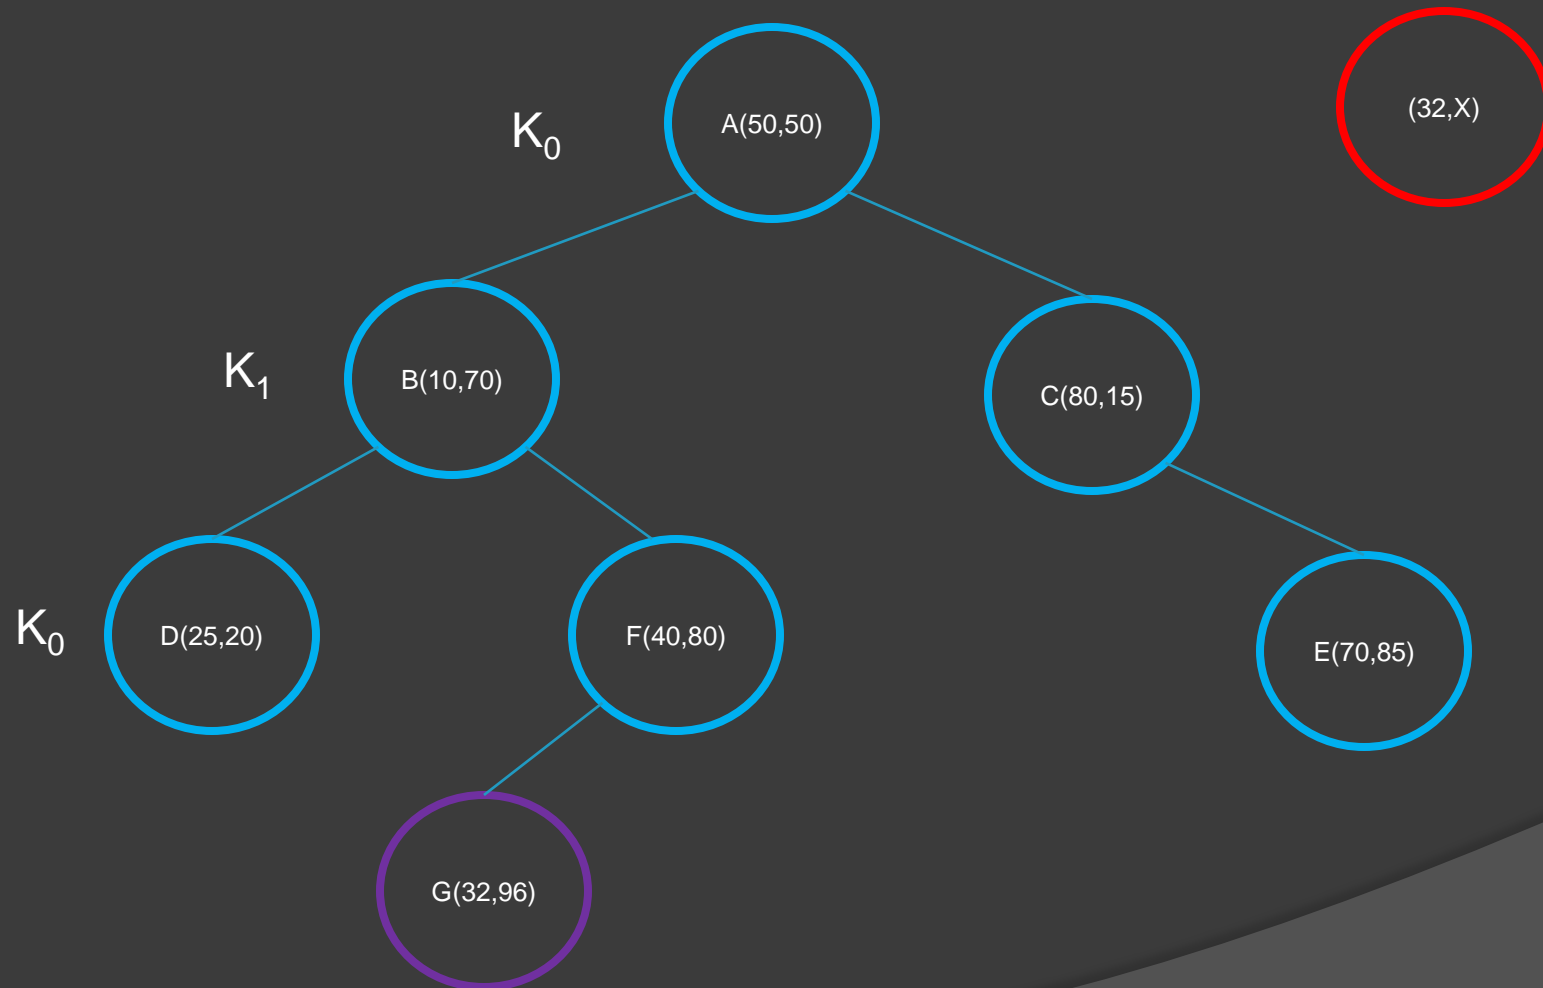 A(50,50)
(32,X)
K₀
B(10,70)
K₁
C(80,15)
D(25,20)
F(40,80)
K₀
E(70,85)
G(32,96)